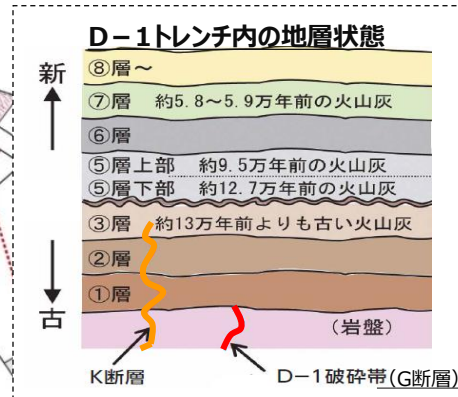 D−1トレンチ内の地層状態
新
⑧層~
⑦層 約5.8~5.9万年前の火山灰
⑥層
⑤層上部 約9.5万年前の火山灰
⑤層下部 約12.7万年前の火山灰
③層 約13万年前よりも古い火山灰
②層
①層
古
(岩盤)
K断層
D−1破砕帯(G断層)